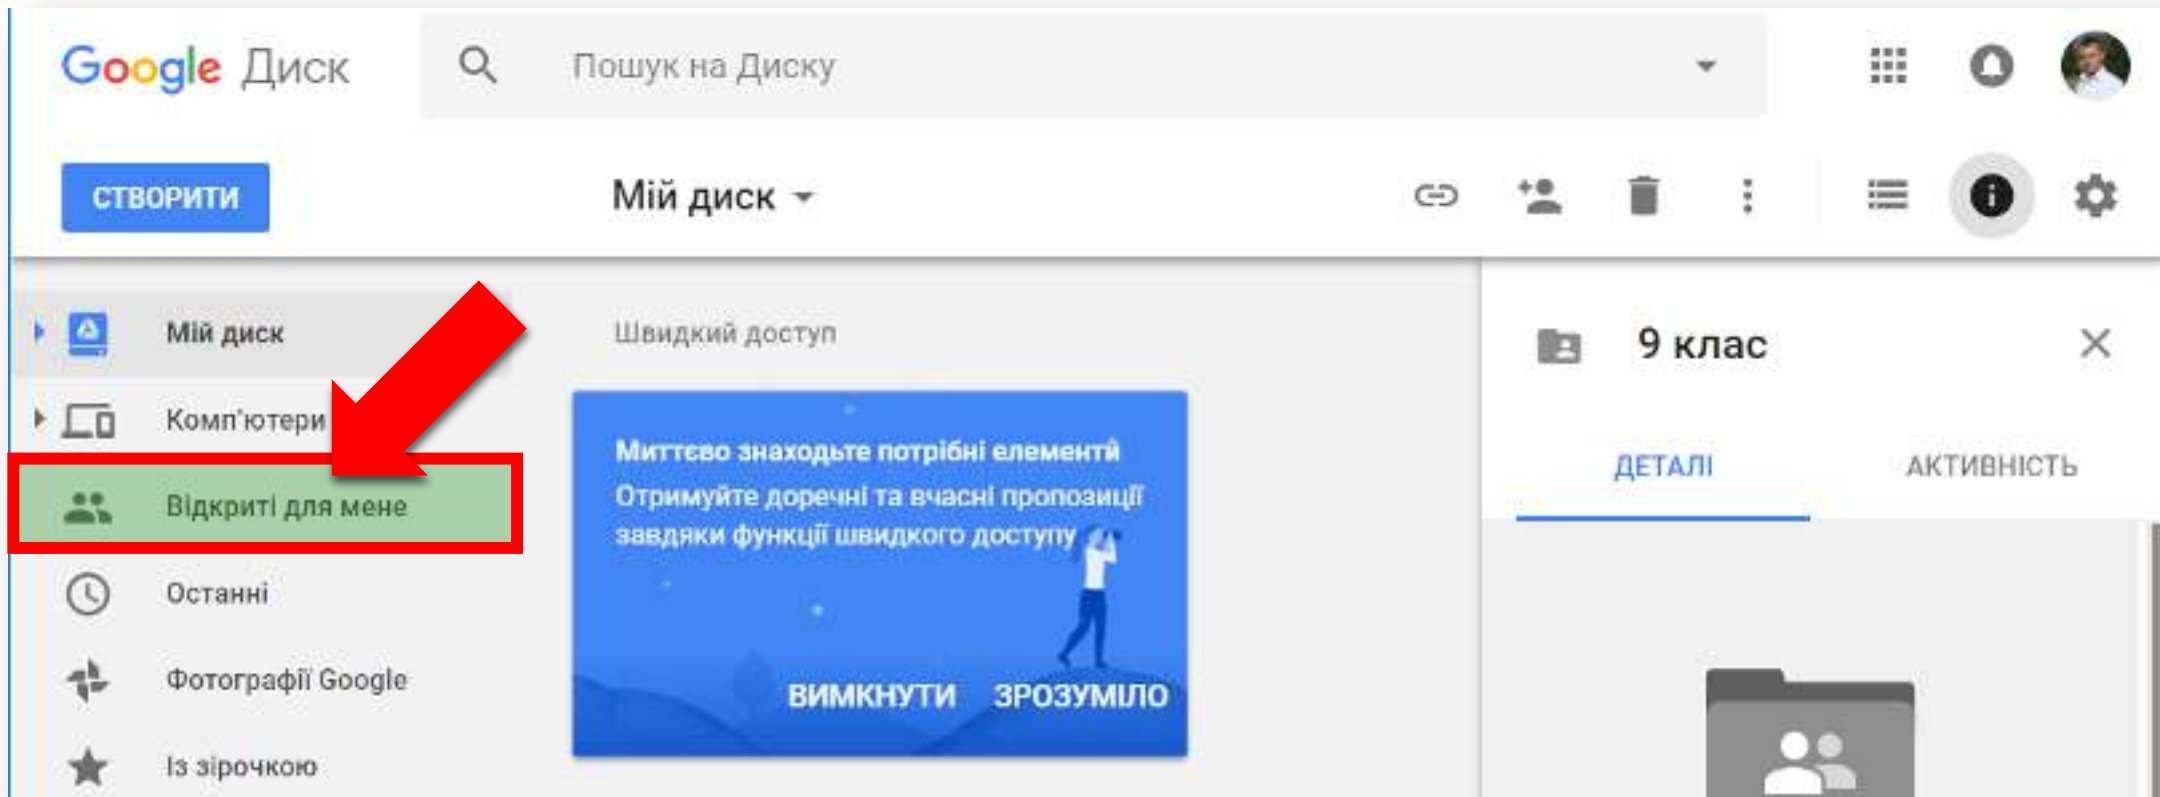 Google Диск
Пошук на Диску
СТВОРИТИ
Мій диск
Мій диск
Комп'ютери
Відкриті для мене
Останні
Фотографії Google
Із зірочкою
Швидкий доступ
Миттєво знаходьте потрібні елементи
Отримуйте доречні та вчасні пропозиції
завдяки функції швидкого доступу
ВИМКНУТИ ЗРОЗУМІЛО
9 клас
ДЕТАЛІ АКТИВНІСТЬ